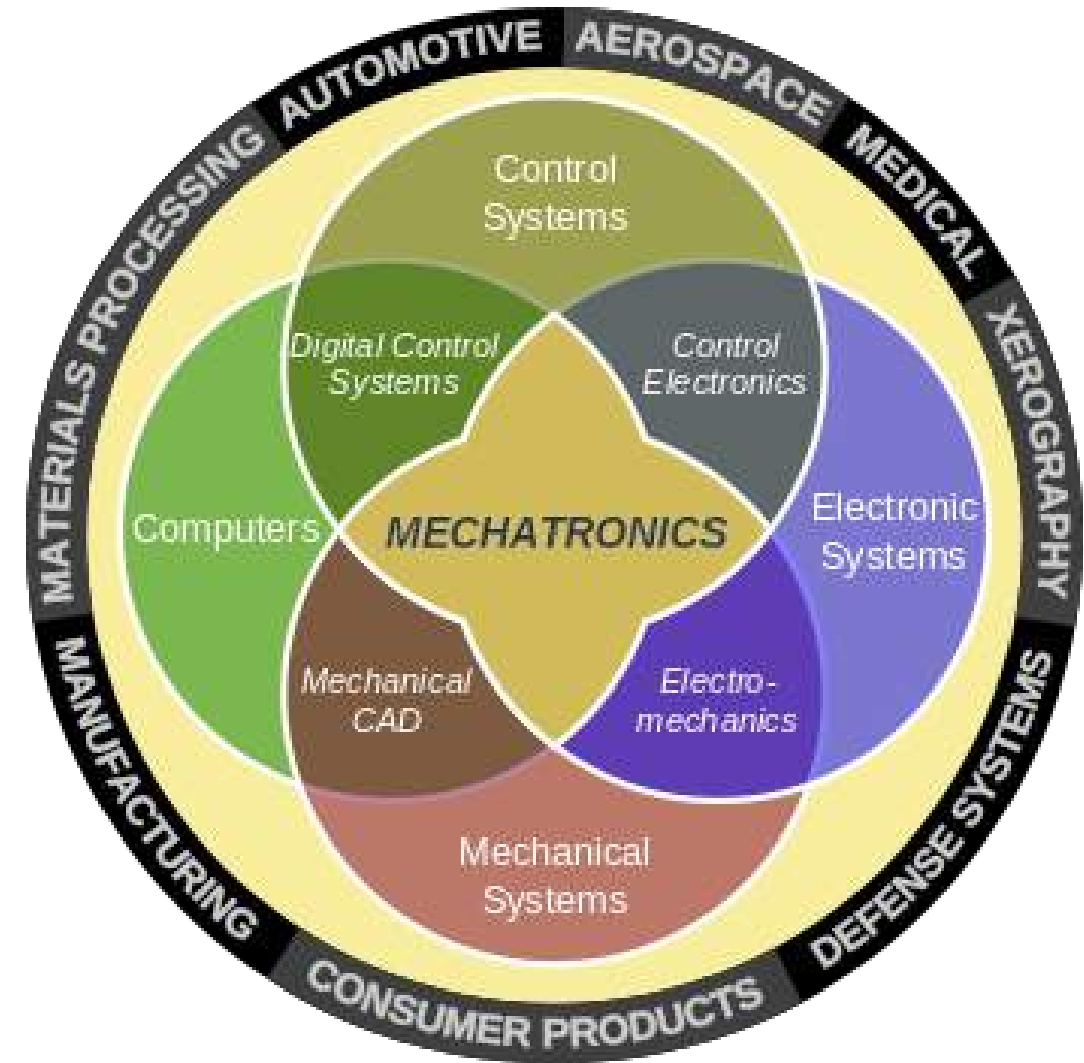 AUTOMOTIVE
AEROSPACE
MEDICAL
XEROGRAPHY
DEFENSE SYSTEMS
CONSUMER PRODUCTS
MANUFACTURING
MATERIALS PROCESSING
Control
Systems
Digital Control
Systems
Control
Electronics
Computers
MECHATRONICS
Electronic
Systems
Mechanical
CAD
Electro-
mechanics
Mechanical
Systems